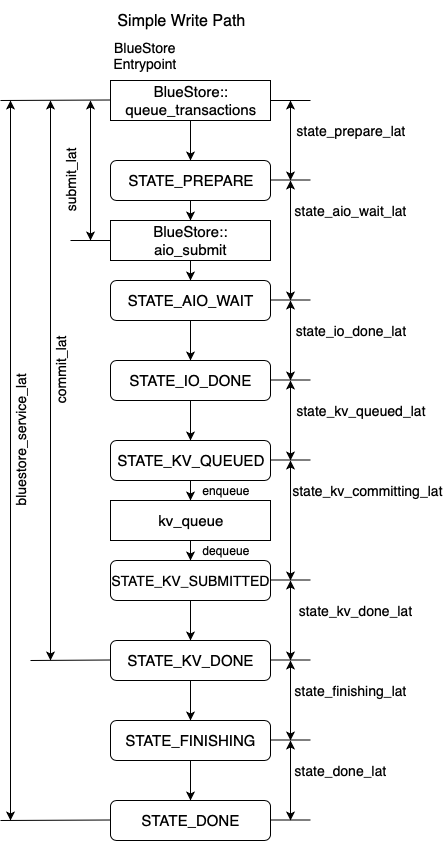 Simple Write Path
BlueStore
Entrypoint
BlueStore::
queue_transactions
state_prepare_lat
submit_lat
STATE_PREPARE
state_aio_wait_lat
BlueStore::
aio_submit
STATE_AIO_WAIT
state_io_done_lat
commit_lat
bluestore_service_lat
STATE_IO_DONE
state_kv_queued_lat
STATE_KV_QUEUED
enqueue
state_kv_committing_lat
kv_queue
dequeue
STATE_KV_SUBMITTED
state_kv_done_lat
STATE_KV_DONE
state_finishing_lat
STATE_FINISHING
state_done_lat
STATE_DONE